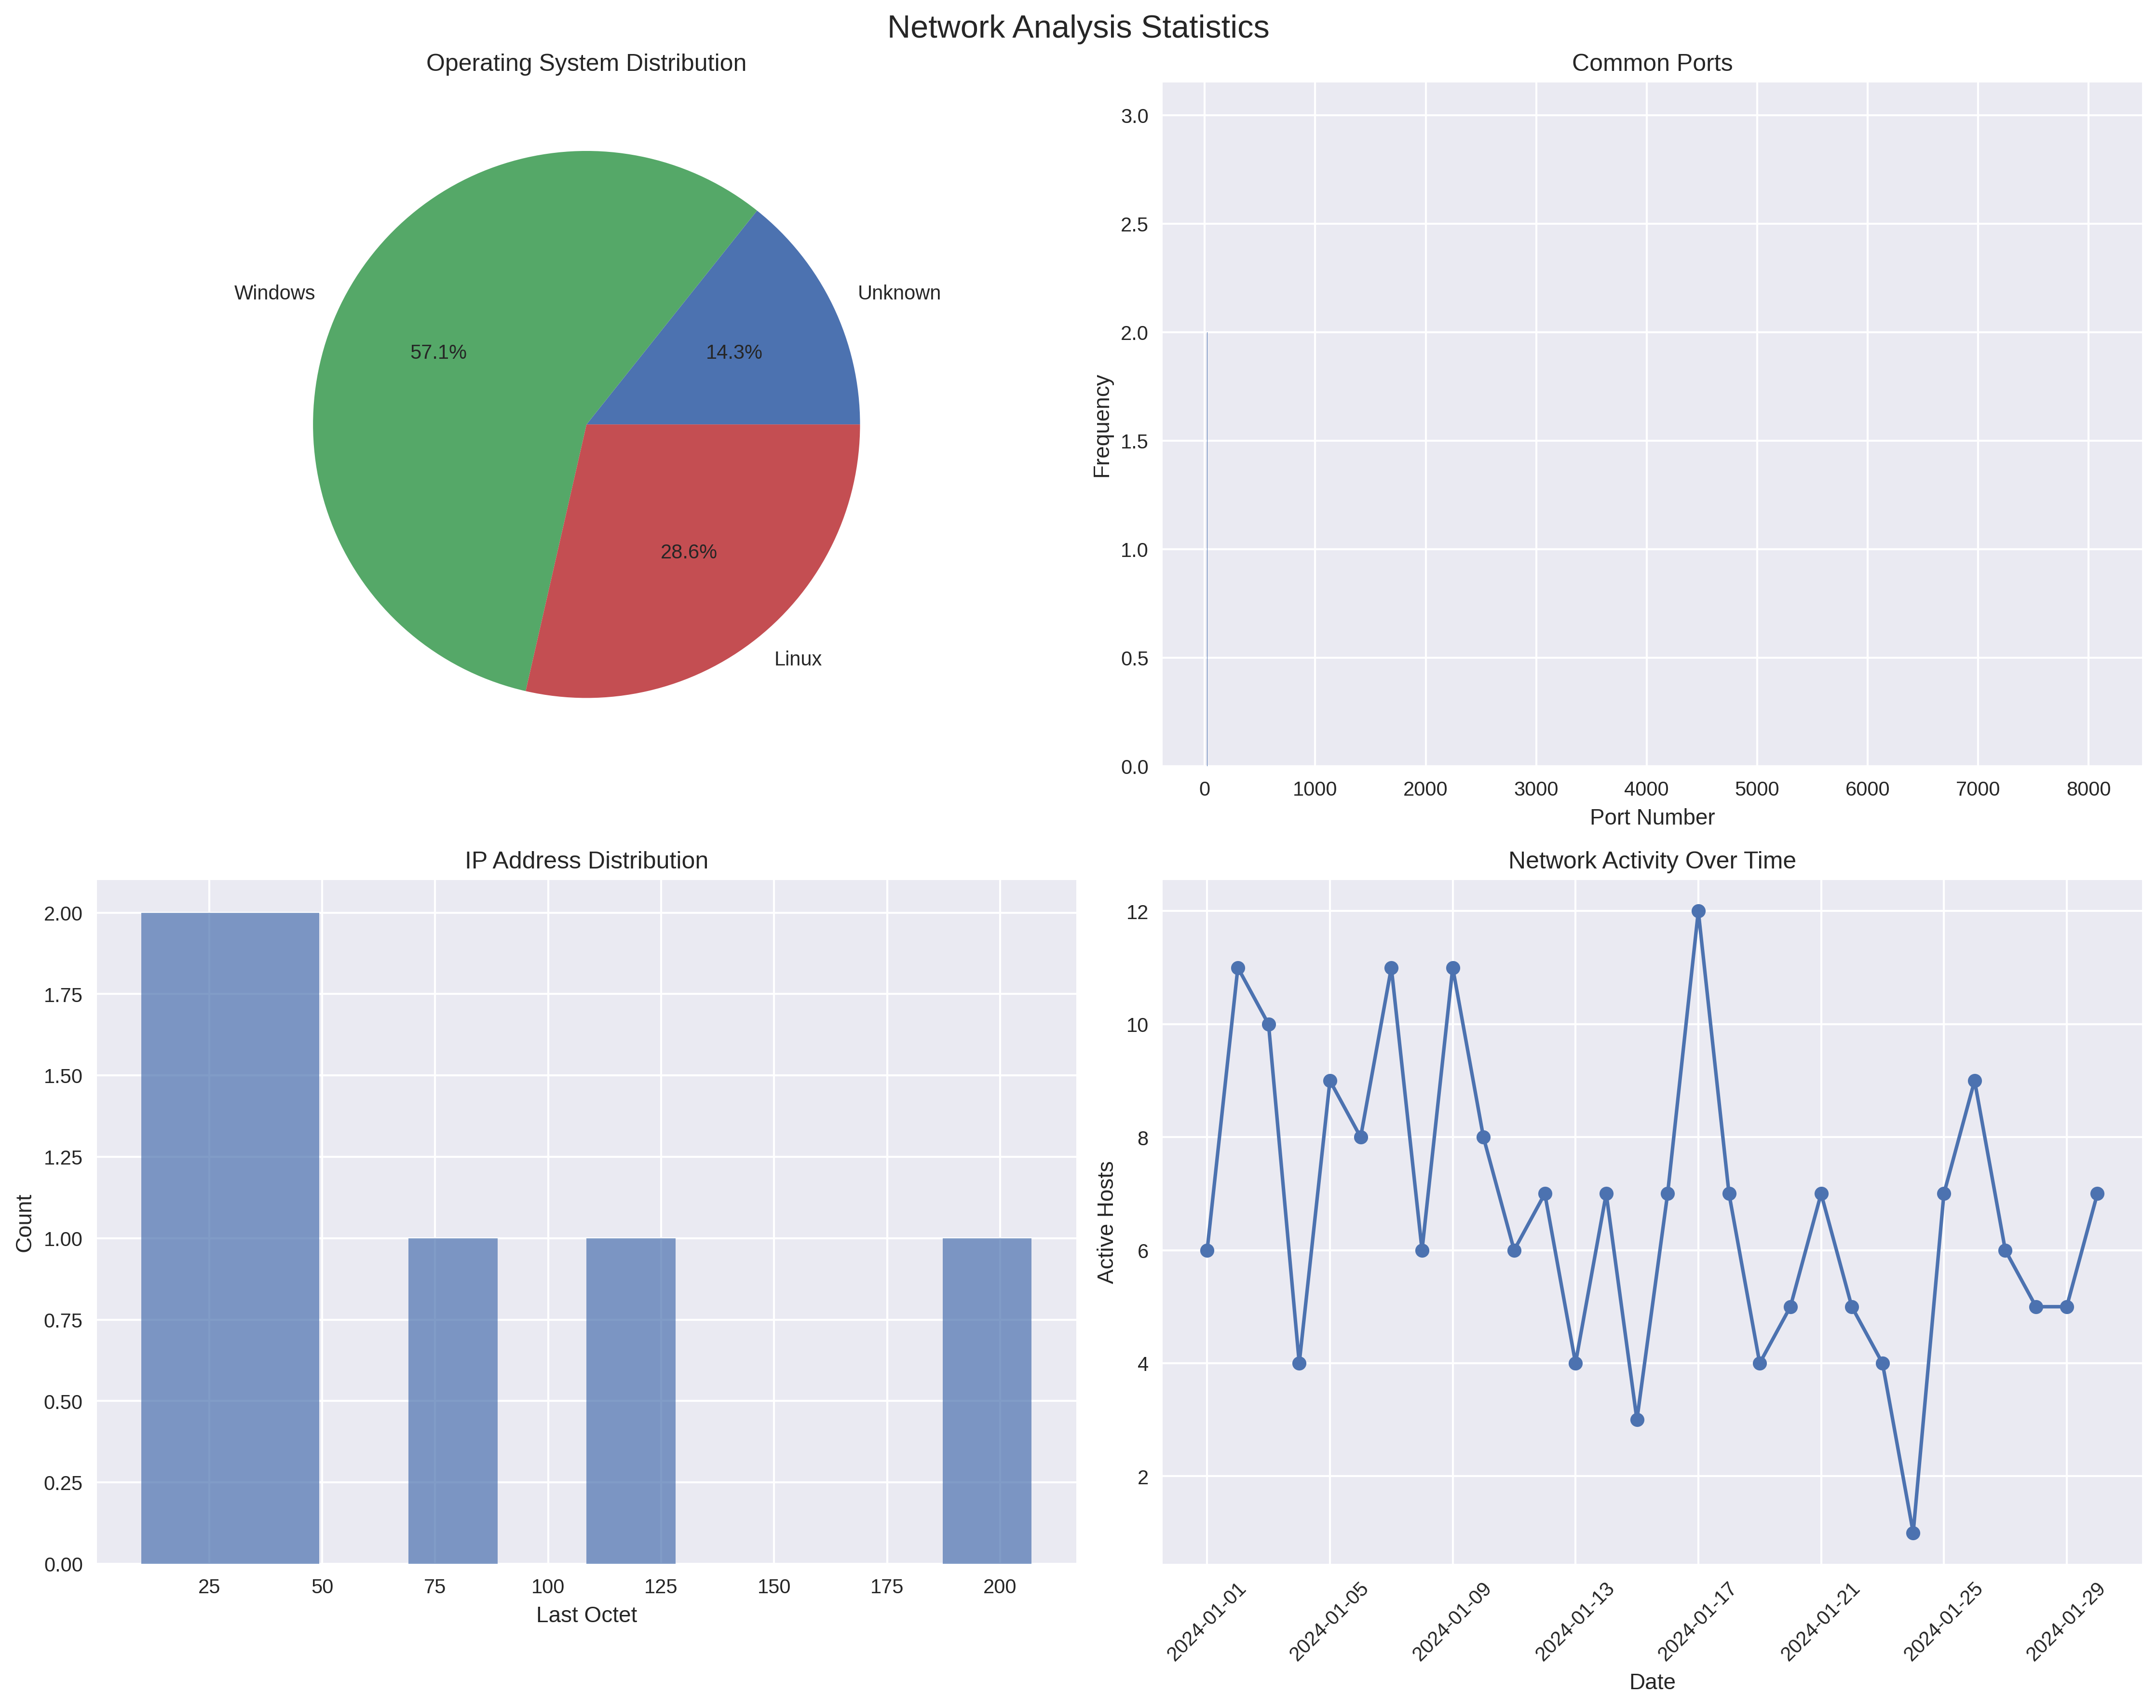 Network Analysis Statistics
Operating System Distribution
Windows
Unknown
57.1%
14.3%
28.6%
Linux
Common Ports
3.0
2.5
2.0
1.5
1.0
0.5
0.0
Frequency
0 1000 2000 3000 4000 5000 6000 7000 8000
Port Number
IP Address Distribution
2.00
1.75
1.50
1.25
1.00
0.75
0.50
0.25
0.00
Count
25 50 75 100 125 150 175 200
Last Octet
Network Activity Over Time
12
10
8
6
4
2
Active Hosts
2024-01-01 2024-01-05 2024-01-09 2024-01-13 2024-01-17 2024-01-21 2024-01-25 2024-01-29
Date